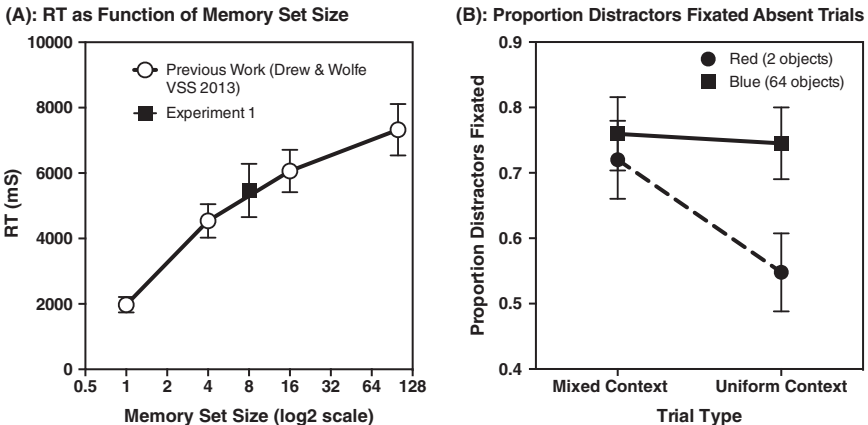 (A): RT as Function of Memory Set Size
10000
8000
6000
4000
2000
0
RT (mS)
Previous Work (Drew & Wolfe
VSS 2013)
Experiment 1
0.5 1 2 4 8 16 32 64 128
Memory Set Size (log2 scale)
(B): Proportion Distractors Fixated Absent Trials
0.9
0.8
0.7
0.6
0.5
0.4
Proportion Distractors Fixated
Red (2 objects)
Blue (64 objects)
Mixed Context Uniform Context
Trial Type